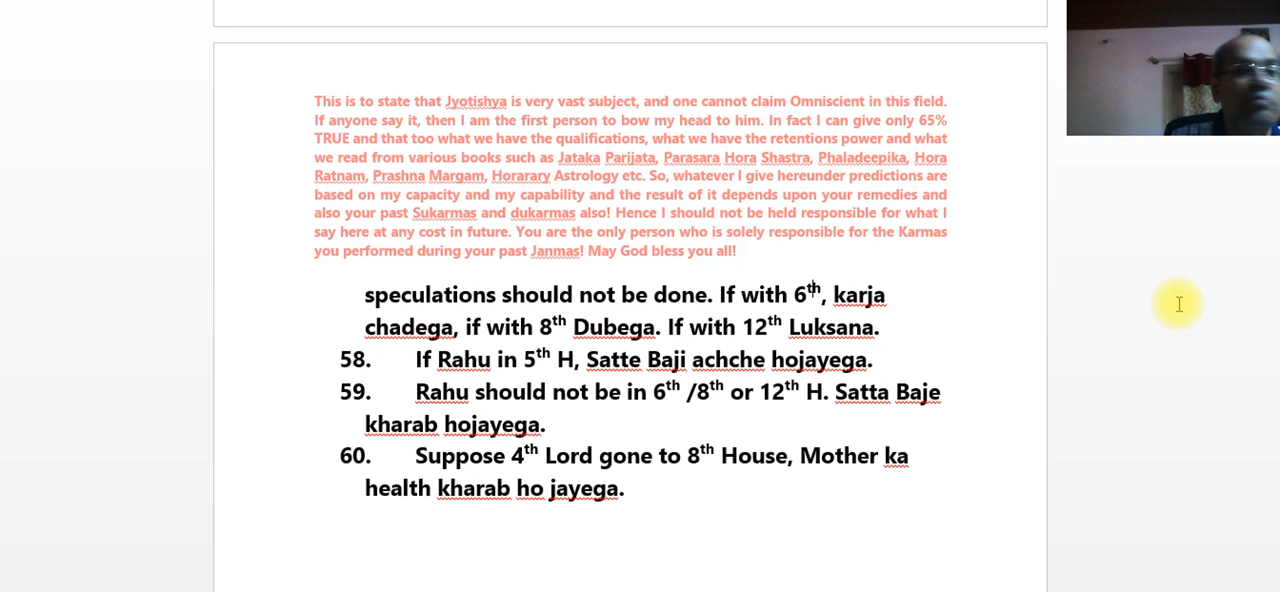 This is to state that Jyotishya is very vast subject, and one cannot claim Omniscient in this field.
If anyone say it, then I am the first person to bow my head to him. In fact I can give only 65%
TRUE and that too what we have the qualifications, what we have the retentions power and what
we read from various books such as Jataka Parijata, Parasara Hora Shastra, Phaladeepika, Hora
Ratnam, Prashna Margam, Horarary Astrology etc. So, whatever I give hereunder predictions are
based on my capacity and my capability and the result of it depends upon your remedies and
also your past Sukarmas and dukarmas also! Hence I should not be held responsible for what I
say here at any cost in future. You are the only person who is solely responsible for the Karmas
you performed during your past Janmas! May God bless you all!
speculations should not be done. If with 6th, karja
chadega, if with 8th Dubega. If with 12th Luksana.
58. If Rahu in 5th H, Satte Baji achche hojayega.
59. Rahu should not be in 6th /8th or 12th H. Satta Baje
kharab hojayega.
60. Suppose 4th Lord gone to 8th House, Mother ka
health kharab ho jayega.